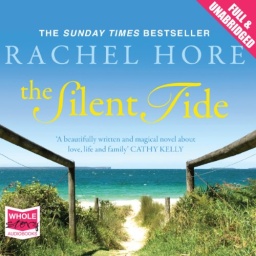 THE SUNDAY TIMES BESTSELLER
FULL &
UNABRIDGED
RACHEL HORE
the Silent Tide
'A beautifully written and magical novel about
love, life and family' CATHY KELLY
WHOLE
story
AUDIOBOOKS